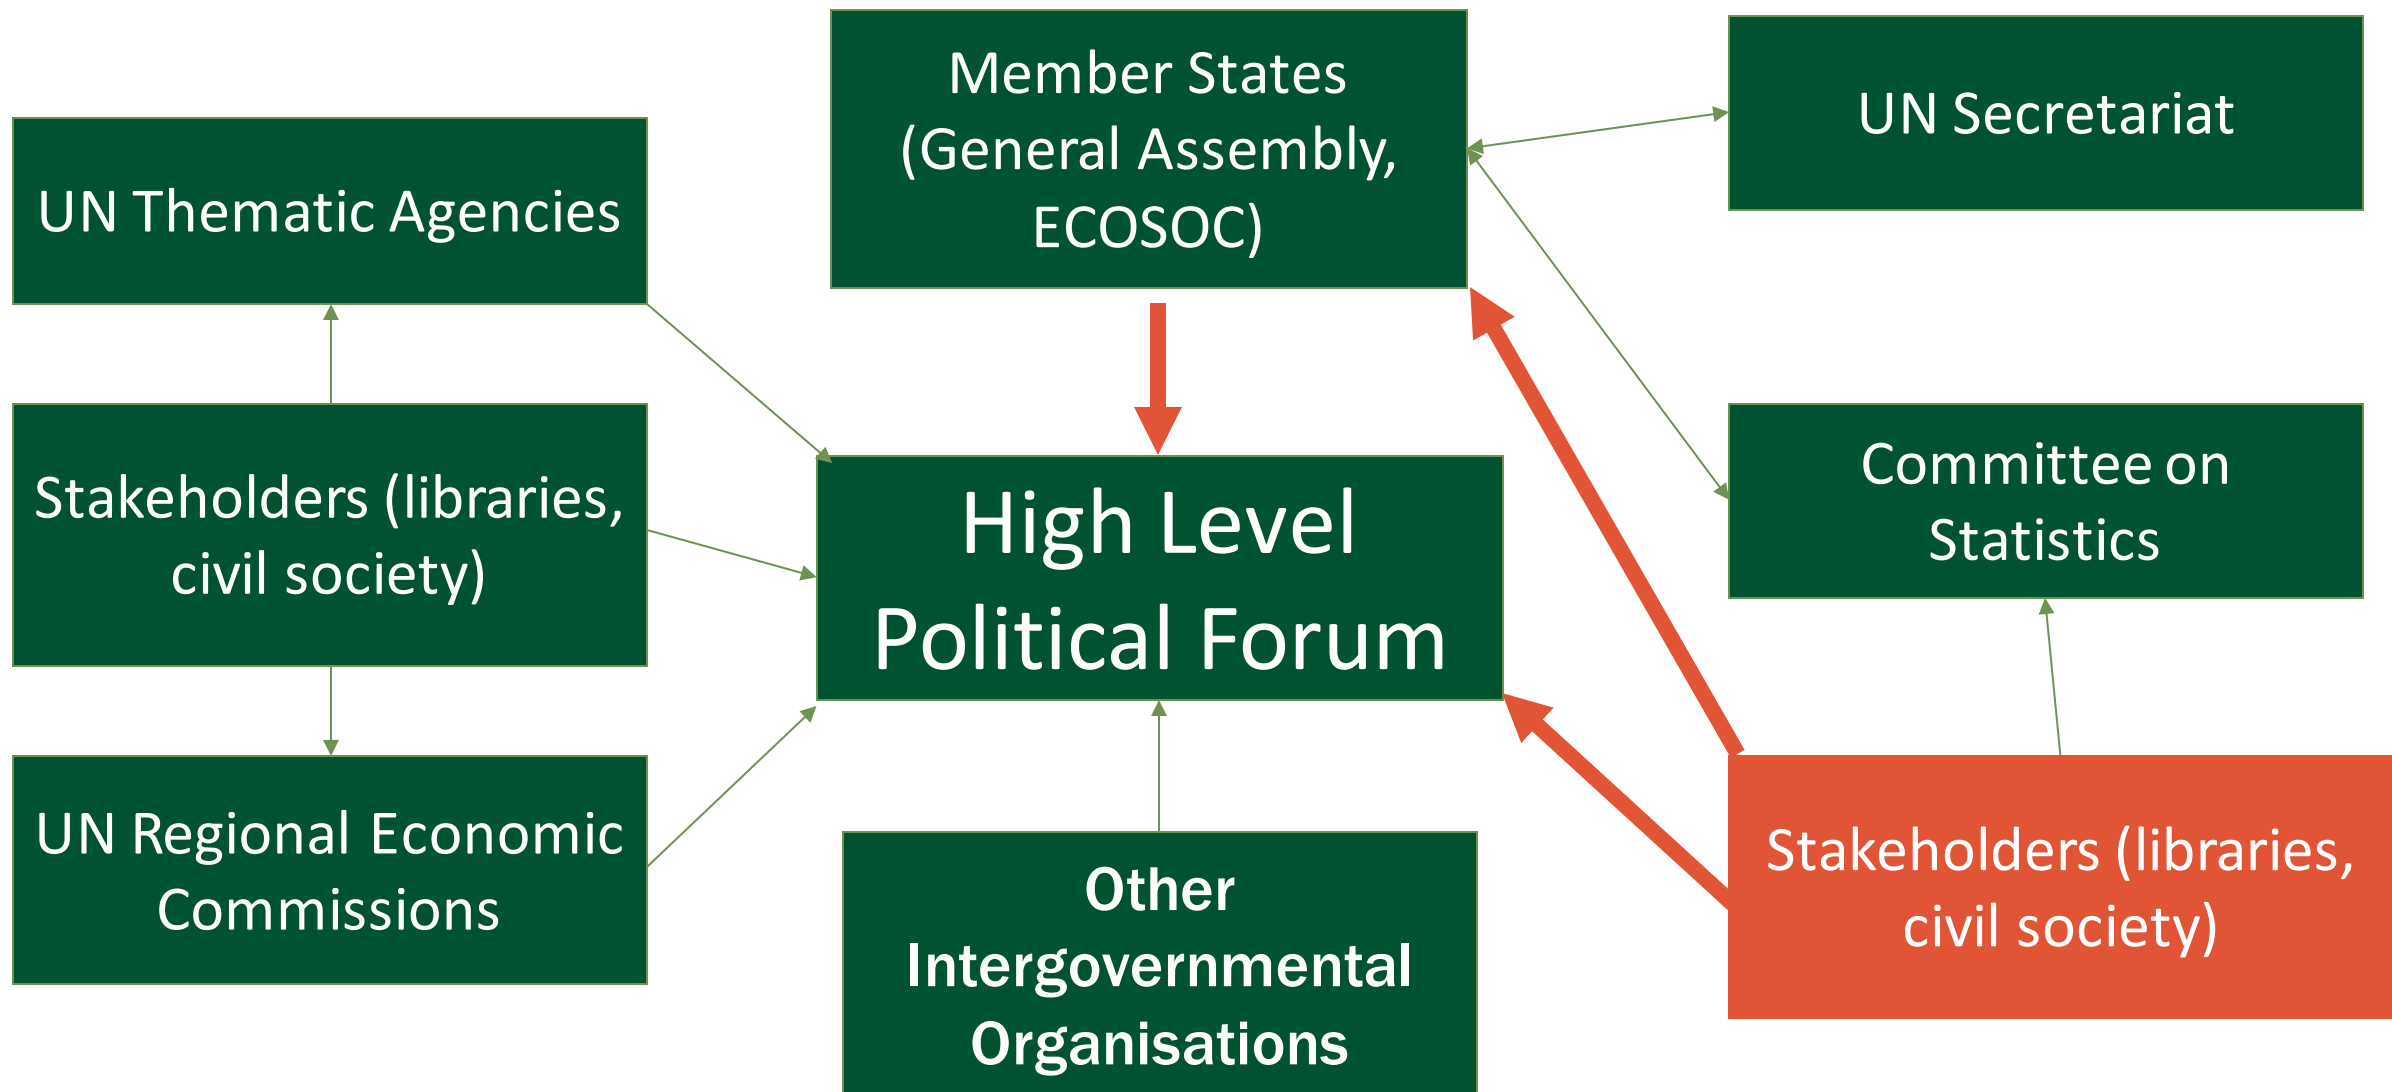 Member States
(General Assembly,
ECOSOC)
UN Secretariat
UN Thematic Agencies
Stakeholders (libraries,
civil society)
High Level
Political Forum
Committee on
Statistics
UN Regional Economic
Commissions
Other
Intergovernmental
Organisations
Stakeholders (libraries,
civil society)